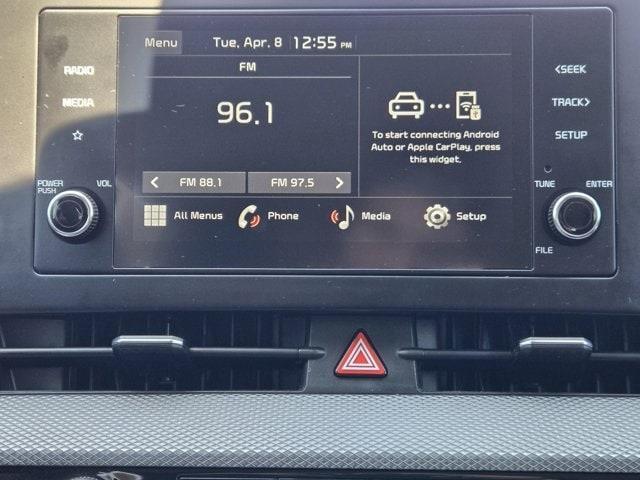 Menu Tue, Apr. 8 12:55 PM
RADIO
MEDIA
POWER
PUSH
VOL
FM
96.1
FM 88.1 FM 97.5
To start connecting Android
Auto or Apple CarPlay, press
this widget.
All Menus Phone Media Setup
<SEEK
TRACK>
SETUP
TUNE ENTER
FILE